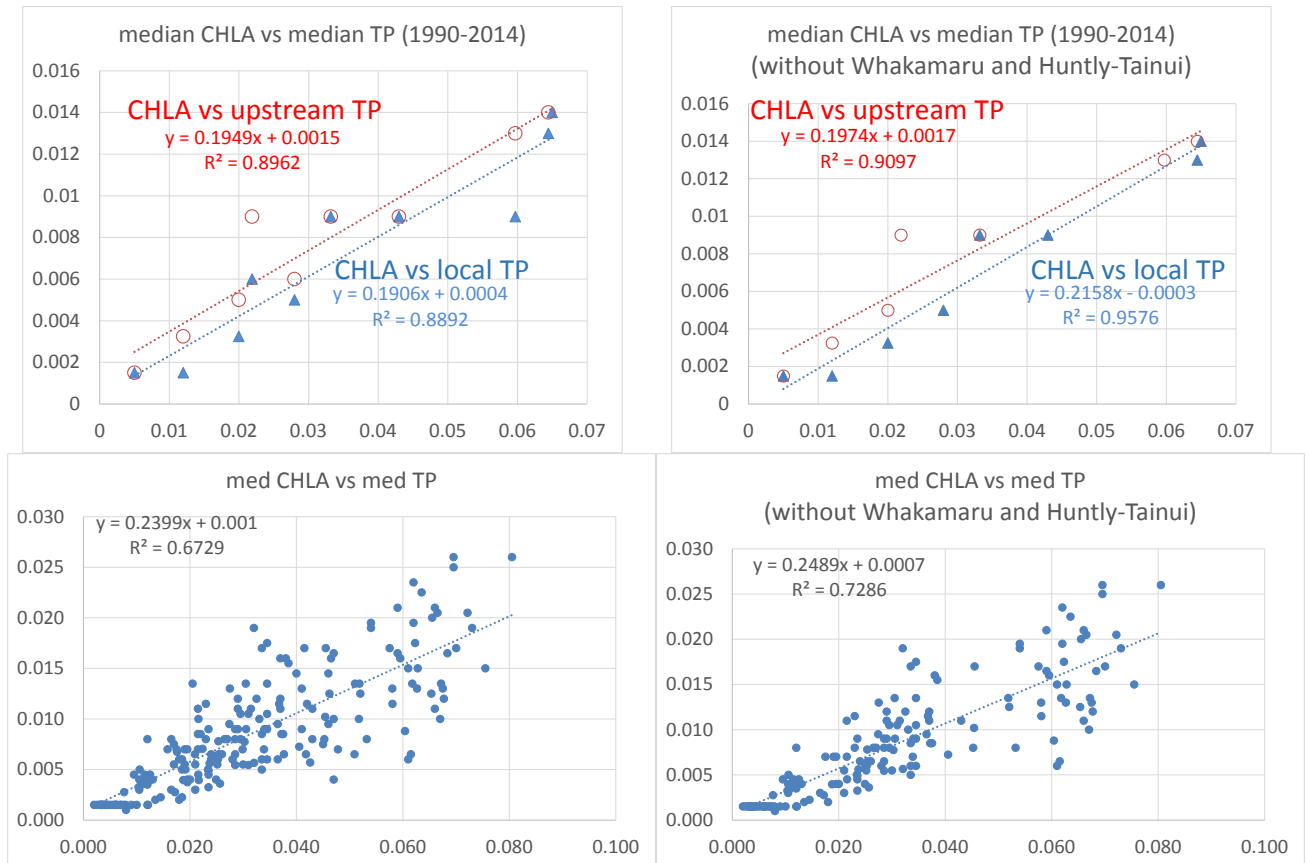 median CHLA vs median TP (1990-2014)
0.016
0.014
0.012
0.01
0.008
0.006
0.004
0.002
0
0
0.01
0.02
0.03
0.04
0.05
0.06
0.07
CHLA vs upstream TP
y = 0.1949x + 0.0015
R² = 0.8962
CHLA vs local TP
y = 0.1906x + 0.0004
R² = 0.8892
median CHLA vs median TP (1990-2014)
(without Whakamaru and Huntly-Tainui)
0.016
0.014
0.012
0.01
0.008
0.006
0.004
0.002
0
0
0.01
0.02
0.03
0.04
0.05
0.06
0.07
CHLA vs upstream TP
y = 0.1974x + 0.0017
R² = 0.9097
CHLA vs local TP
y = 0.2158x - 0.0003
R² = 0.9576
med CHLA vs med TP
0.030
0.025
0.020
0.015
0.010
0.005
0.000
0.000
0.020
0.040
0.060
0.080
0.100
y = 0.2399x + 0.001
R² = 0.6729
med CHLA vs med TP
(without Whakamaru and Huntly-Tainui)
0.030
0.025
0.020
0.015
0.010
0.005
0.000
0.000
0.020
0.040
0.060
0.080
0.100
y = 0.2489x + 0.0007
R² = 0.7286